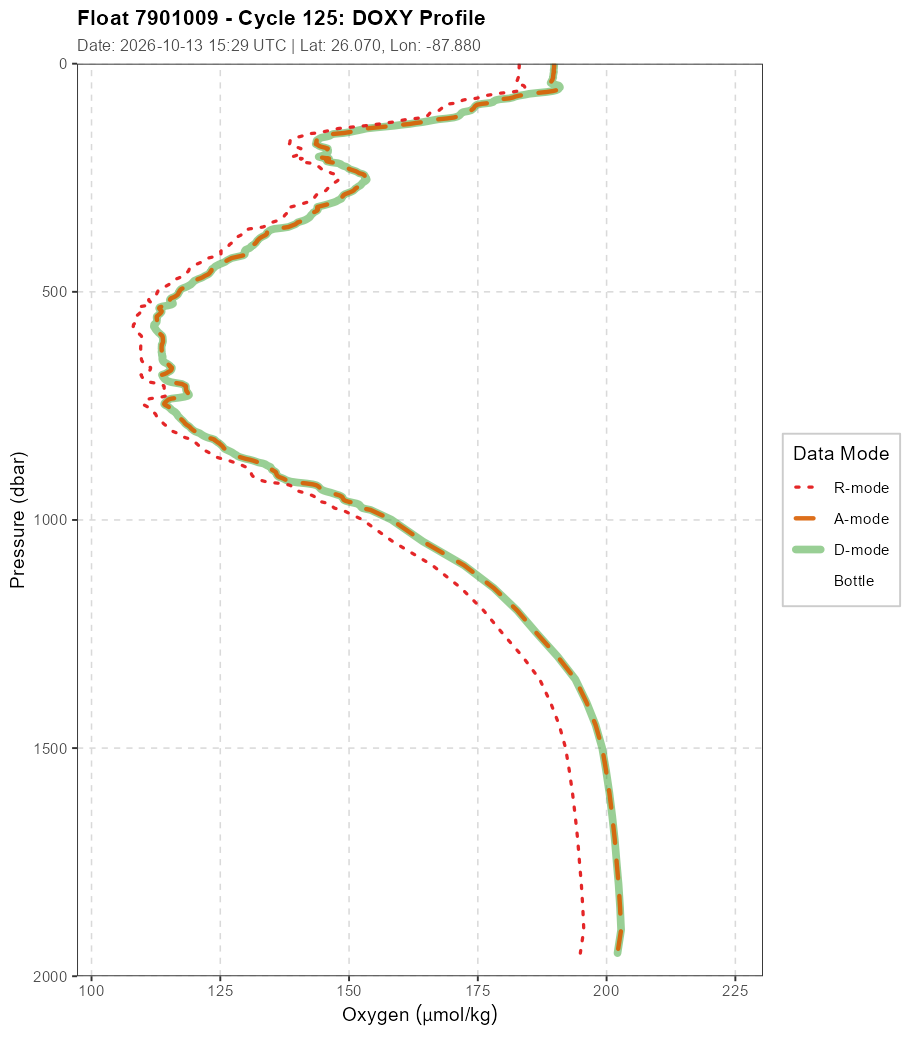 Float 7901009 - Cycle 125: DOXY Profile
Date: 2026-10-13 15:29 UTC | Lat: 26.070, Lon: -87.880
0
500
1000
1500
2000
Pressure (dbar)
100
125
150
175
200
225
Oxygen (μmol/kg)
Data Mode
R-mode
A-mode
D-mode
Bottle